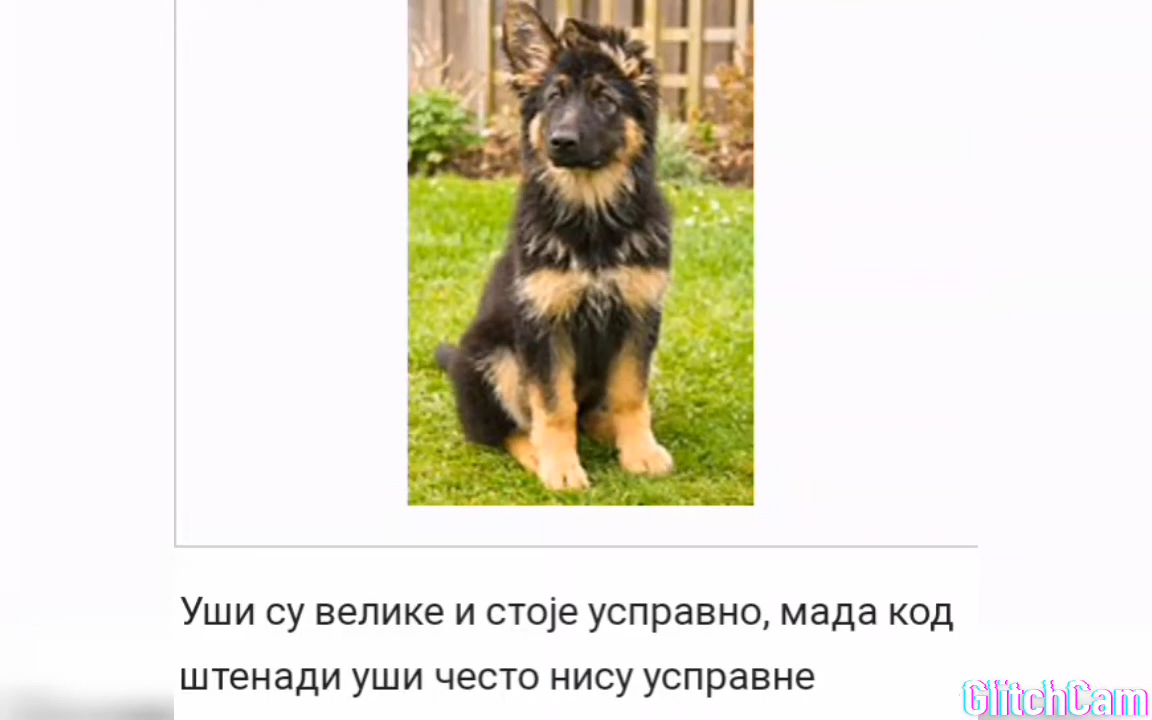 Уши су велике и стоје усправно, мада код
штенади уши често нису усправне
GlitchCam